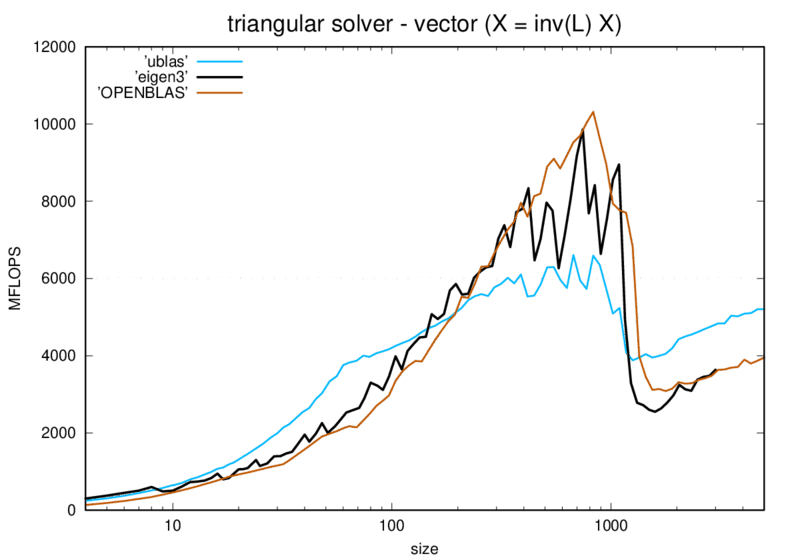 triangular solver - vector (X = inv(L) X)
12000
'ublas'
'eigen3'
'OPENBLAS'
10000
8000
6000
4000
2000
0
MFLOPS
10 100 1000
size